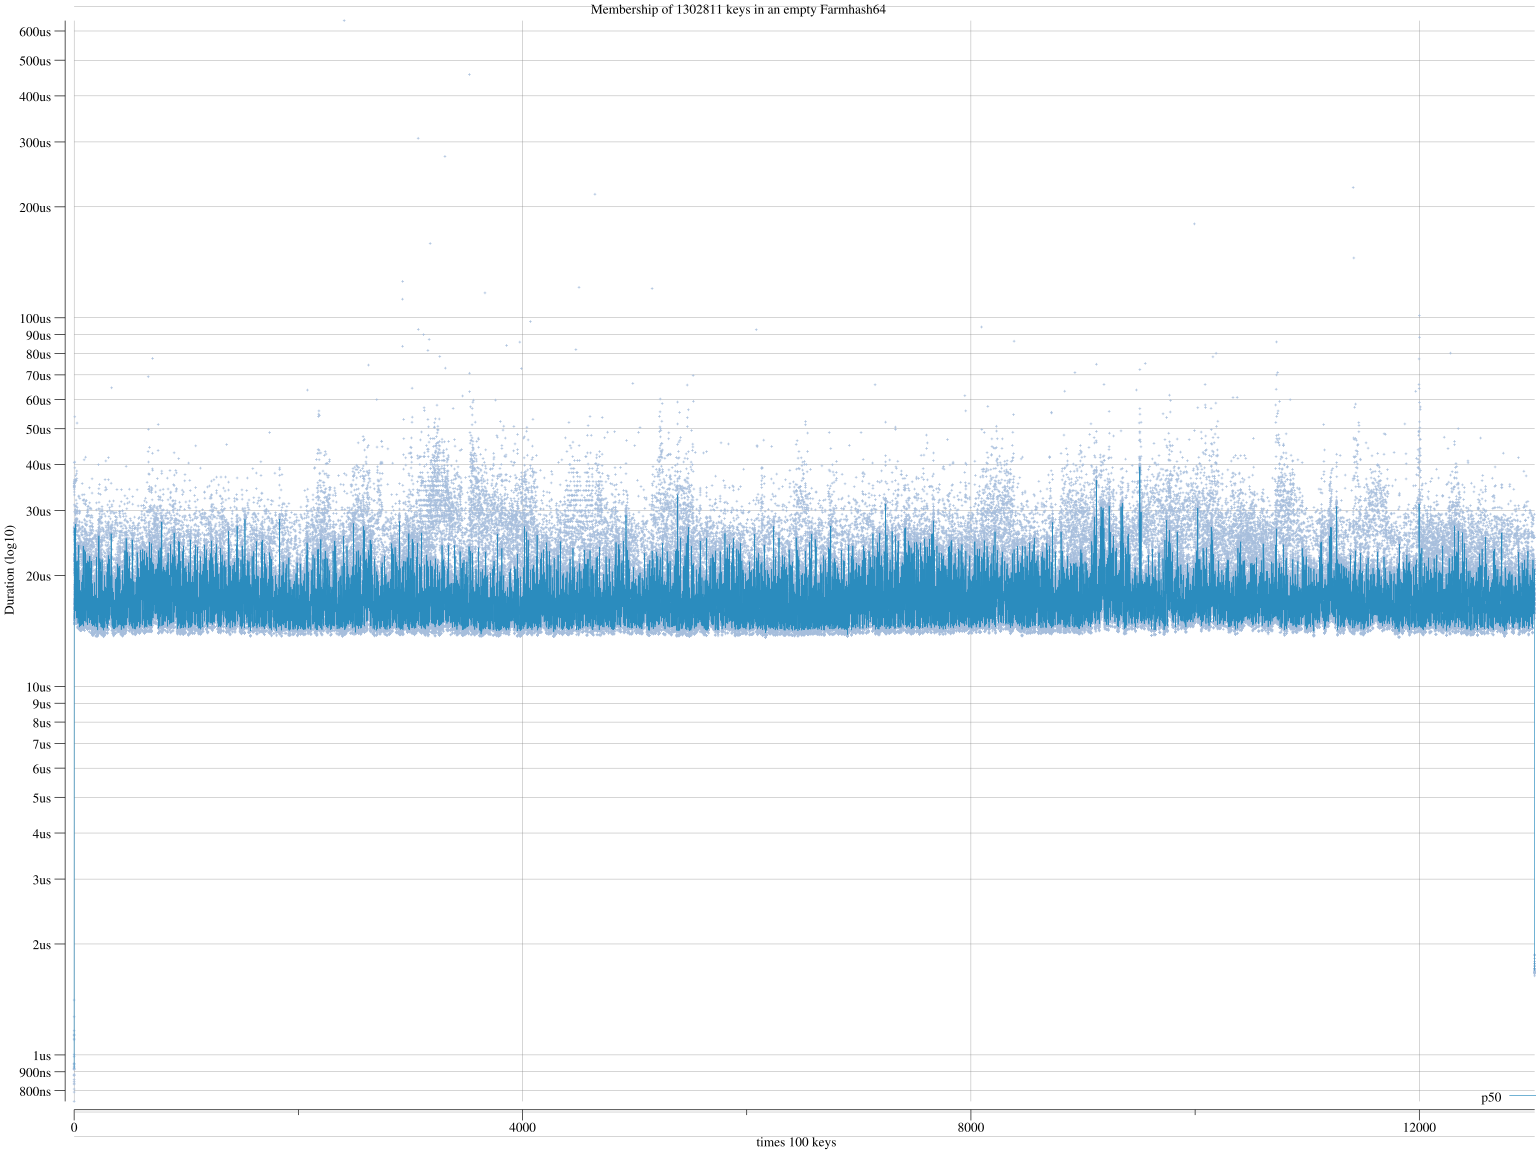 Membership of 1302811 keys in an empty Farmhash64
600us
500us
400us
300us
200us
100us
90us
80us
70us
60us
50us
40us
30us
20us
10us
9us
8us
7us
6us
5us
4us
3us
2us
1us
900ns
800ns
Duration (log10)
p50
0 4000 8000 12000
times 100 keys